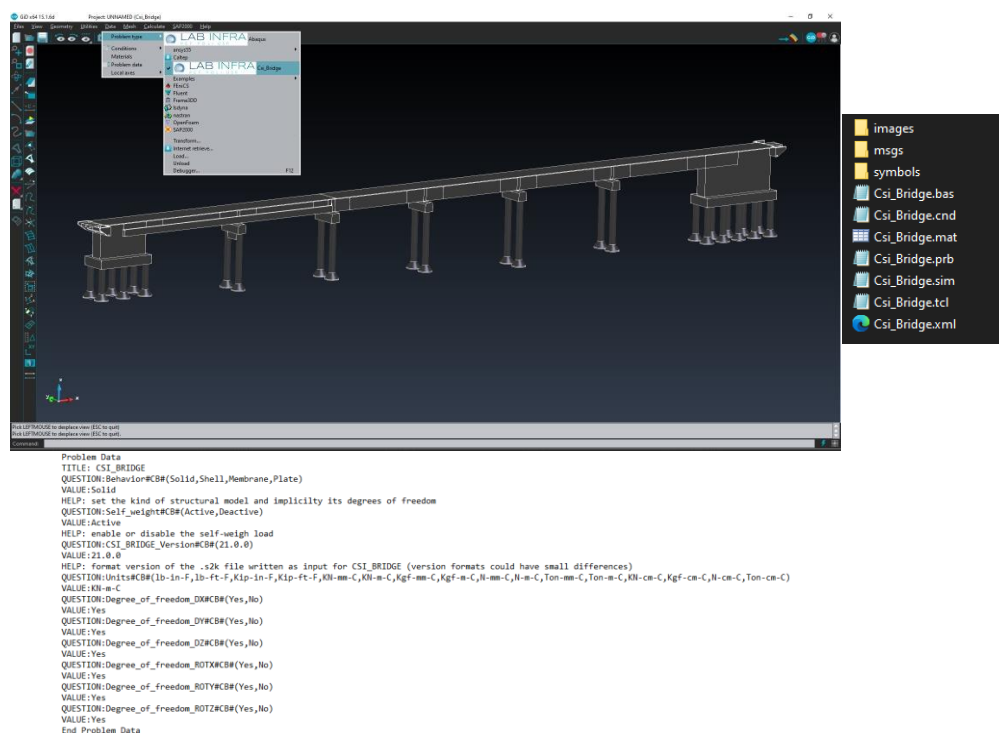 GiD x64 15.1.6d Project: UNNAMED (Csi_Bridge)
Files View Geometry Utilities Data Mesh Calculate SAP2000 Help
Problem type
Conditions
Materials
Problem data
Local axes
LAB INFRA Abaqus
ansys55
Caltep
LAB INFRA Csi_Bridge
Examples
FEniCS
Fluent
Frame3DD
lsdyna
nastran
OpenFoam
SAP2000
Transform...
Internet retrieve...
Load...
Unload
Debugger... F12
Pick LEFTMOUSE to desplace view (ESC to quit)
Pick LEFTMOUSE to desplace view (ESC to quit).
Command:
images
msgs
symbols
Csi_Bridge.bas
Csi_Bridge.cnd
Csi_Bridge.mat
Csi_Bridge.prb
Csi_Bridge.sim
Csi_Bridge.tcl
Csi_Bridge.xml
Problem Data
TITLE: CSI_BRIDGE
QUESTION:Behavior#CB#(Solid,Shell,Membrane,Plate)
VALUE:Solid
HELP: set the kind of structural model and implicilty its degrees of freedom
QUESTION:Self_weight#CB#(Active,Deactive)
VALUE:Active
HELP: enable or disable the self-weigh load
QUESTION:CSI_BRIDGE_Version#CB#(21.0.0)
VALUE:21.0.0
HELP: format version of the .s2k file written as input for CSI_BRIDGE (version formats could have small differences)
QUESTION:Units#CB#(lb-in-F,lb-ft-F,Kip-in-F,Kip-ft-F,KN-mm-C,KN-m-C,Kgf-mm-C,Kgf-m-C,N-mm-C,N-m-C,Ton-mm-C,Ton-m-C,KN-cm-C,Kgf-cm-C,N-cm-C,Ton-cm-C)
VALUE:KN-m-C
QUESTION:Degree_of_freedom_DX#CB#(Yes,No)
VALUE:Yes
QUESTION:Degree_of_freedom_DY#CB#(Yes,No)
VALUE:Yes
QUESTION:Degree_of_freedom_DZ#CB#(Yes,No)
VALUE:Yes
QUESTION:Degree_of_freedom_ROTX#CB#(Yes,No)
VALUE:Yes
QUESTION:Degree_of_freedom_ROTY#CB#(Yes,No)
VALUE:Yes
QUESTION:Degree_of_freedom_ROTZ#CB#(Yes,No)
VALUE:Yes
End Problem Data